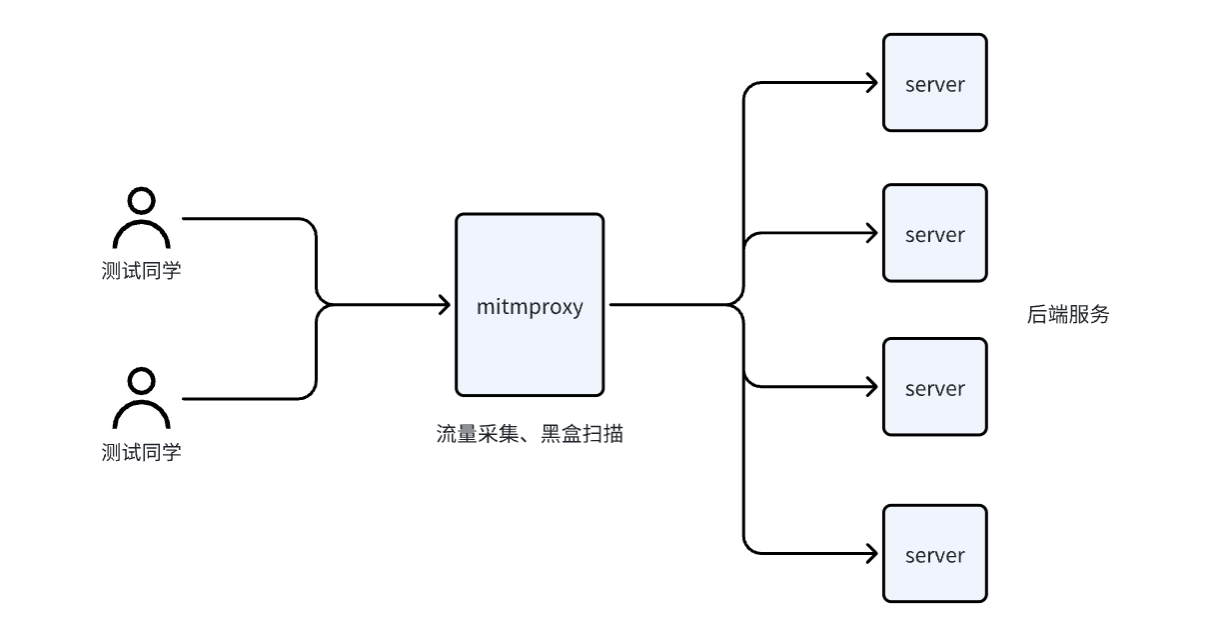 测试同学
测试同学
mitmproxy
流量采集、黑盒扫描
server
server
server
server
后端服务